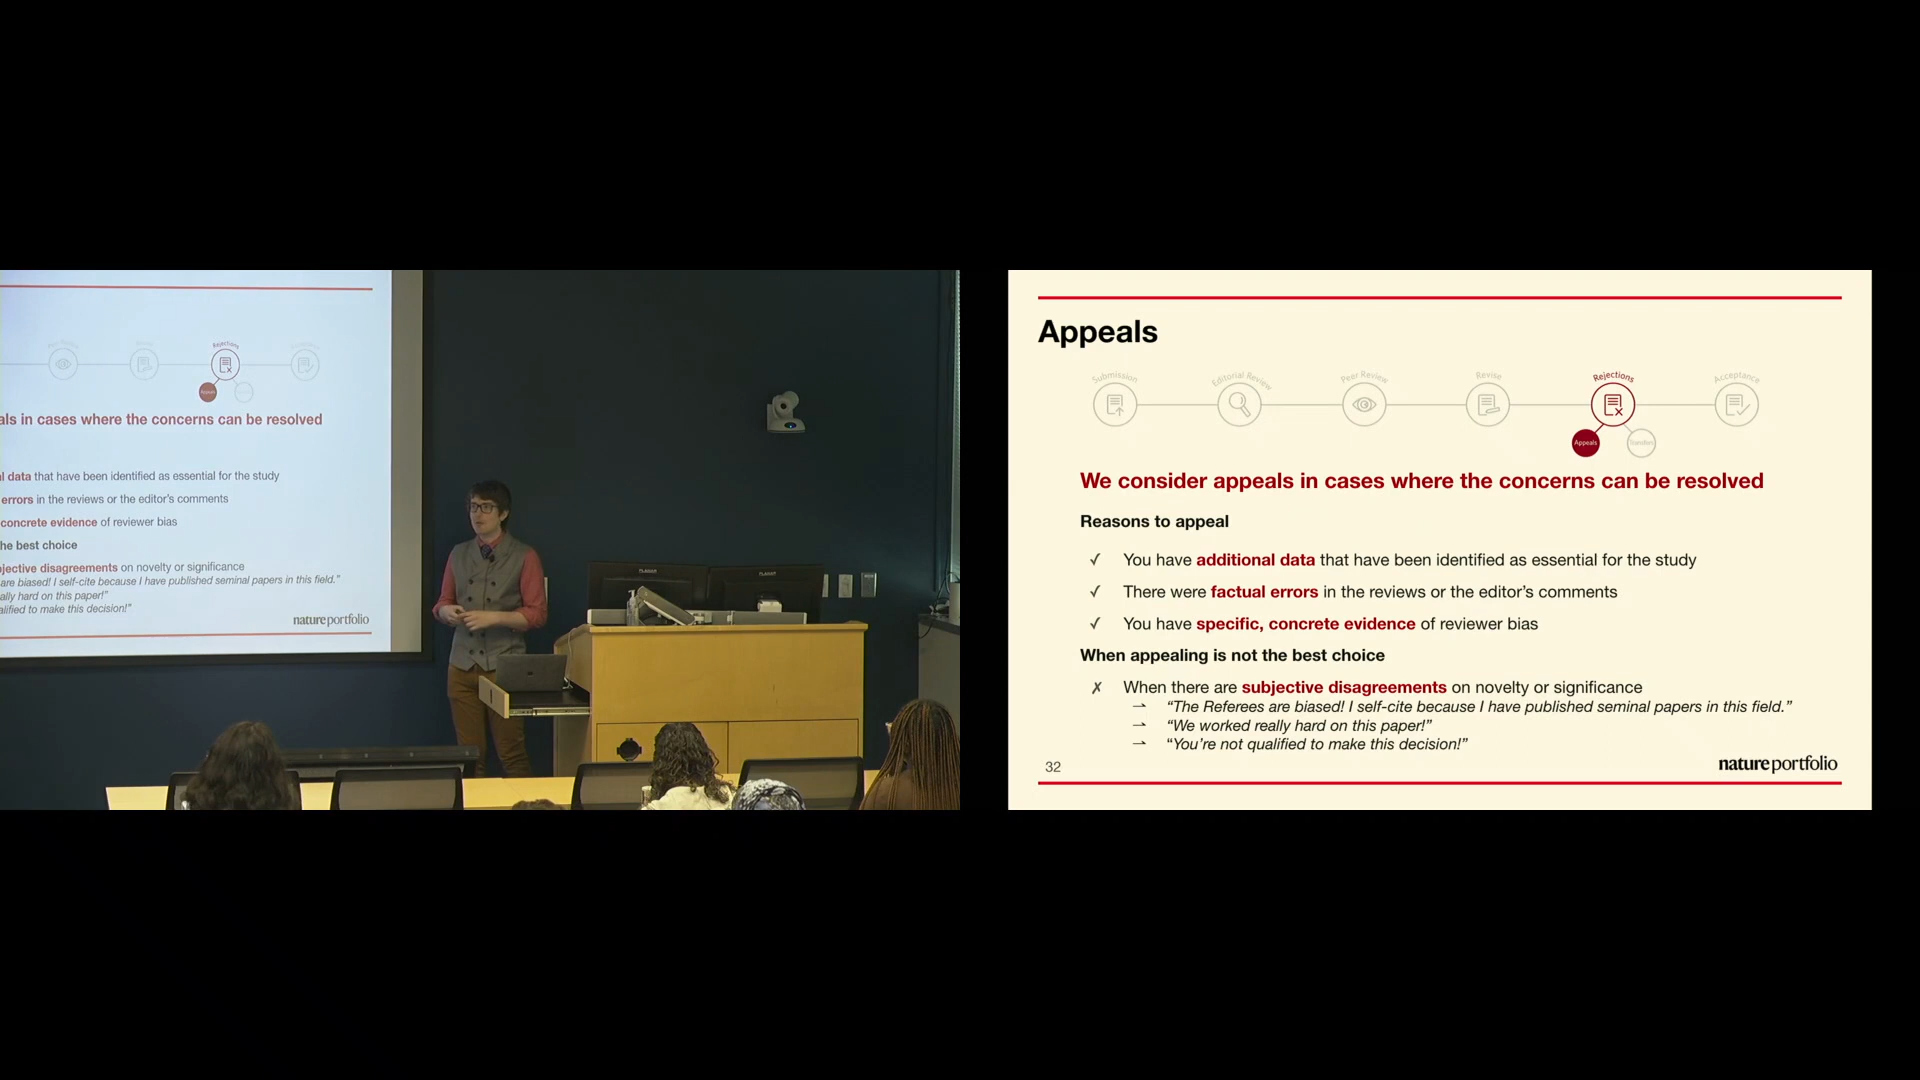 Rejections
als in cases where the concerns can be resolved
l data that have been identified as essential for the study
errors in the reviews or the editor's comments
concrete evidence of reviewer bias
he best choice
jective disagreements on novelty or significance
are biased! I self-cite because I have published seminal papers in this field.”
ally hard on this paper!”
alified to make this decision!”
nature portfolio
PLANAR
PLANAR
Appeals
Submission
Editorial Review
Peer Review
Revise
Rejections
Acceptance
Appeals
Transfers
We consider appeals in cases where the concerns can be resolved
Reasons to appeal
✓ You have additional data that have been identified as essential for the study
✓ There were factual errors in the reviews or the editor’s comments
✓ You have specific, concrete evidence of reviewer bias
When appealing is not the best choice
✗ When there are subjective disagreements on novelty or significance
⇀ “The Referees are biased! I self-cite because I have published seminal papers in this field.”
⇀ “We worked really hard on this paper!”
⇀ “You’re not qualified to make this decision!”
32
nature portfolio